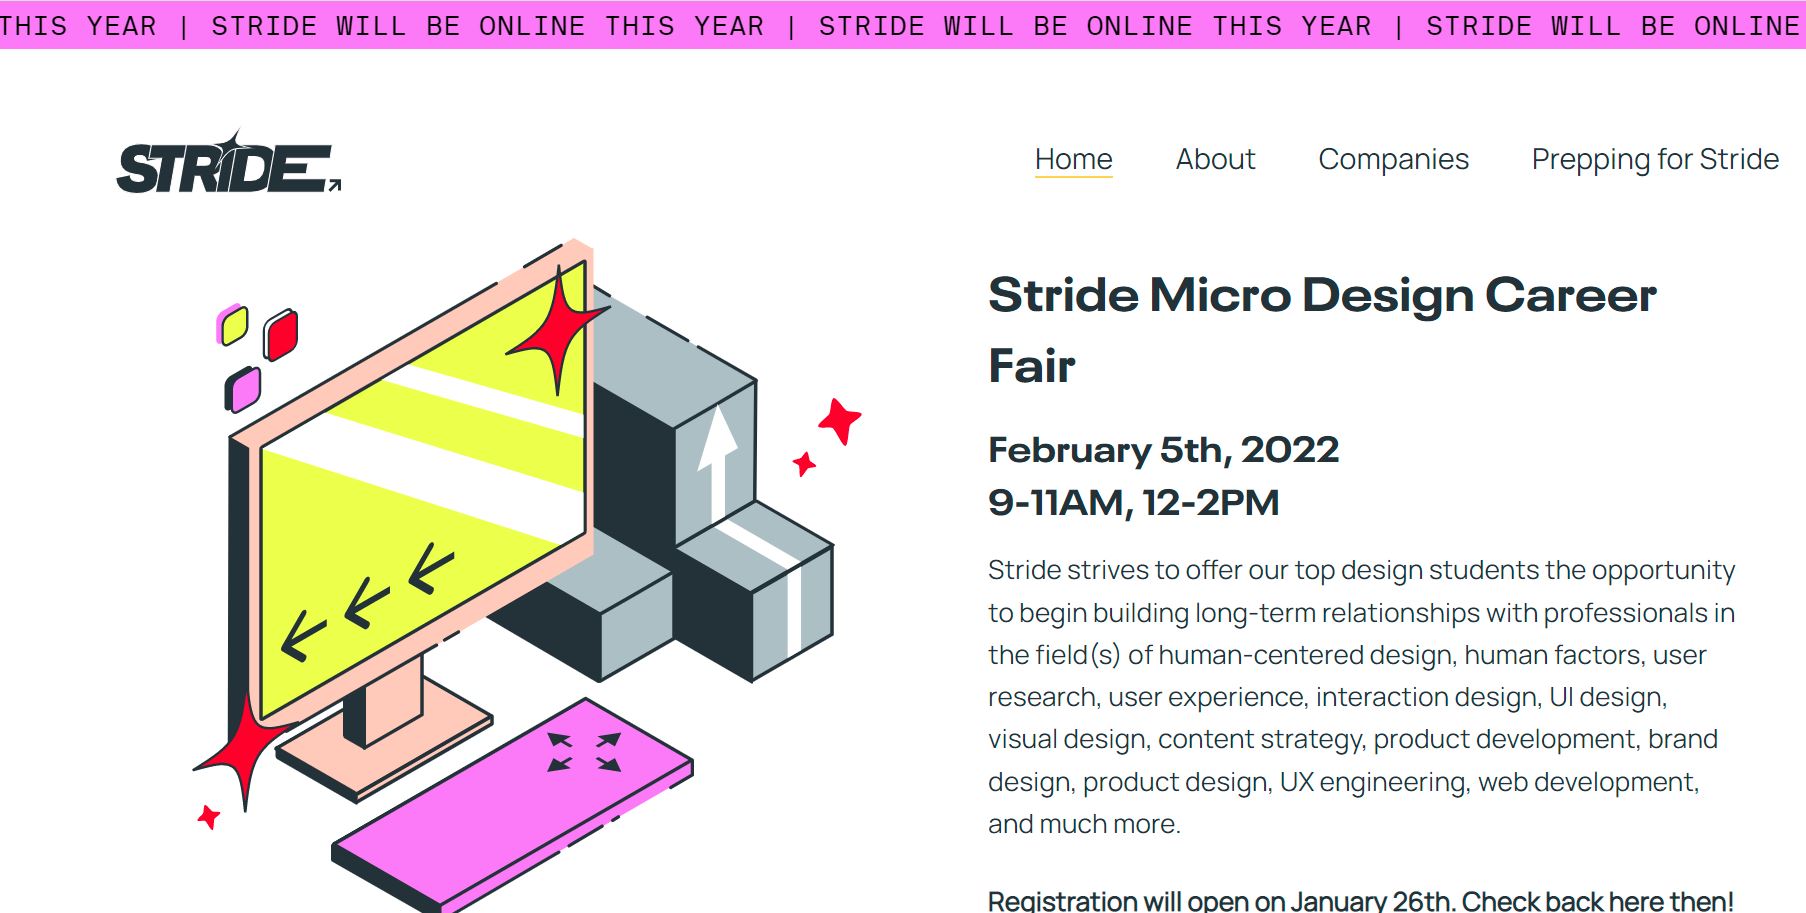 THIS YEAR | STRIDE WILL BE ONLINE THIS YEAR | STRIDE WILL BE ONLINE THIS YEAR | STRIDE WILL BE ONLINE
STRIDE
Home About Companies Prepping for Stride
Stride Micro Design Career
Fair
February 5th, 2022
9-11AM, 12-2PM
Stride strives to offer our top design students the opportunity
to begin building long-term relationships with professionals in
the field(s) of human-centered design, human factors, user
research, user experience, interaction design, UI design,
visual design, content strategy, product development, brand
design, product design, UX engineering, web development,
and much more.
Registration will open on January 26th. Check back here then!